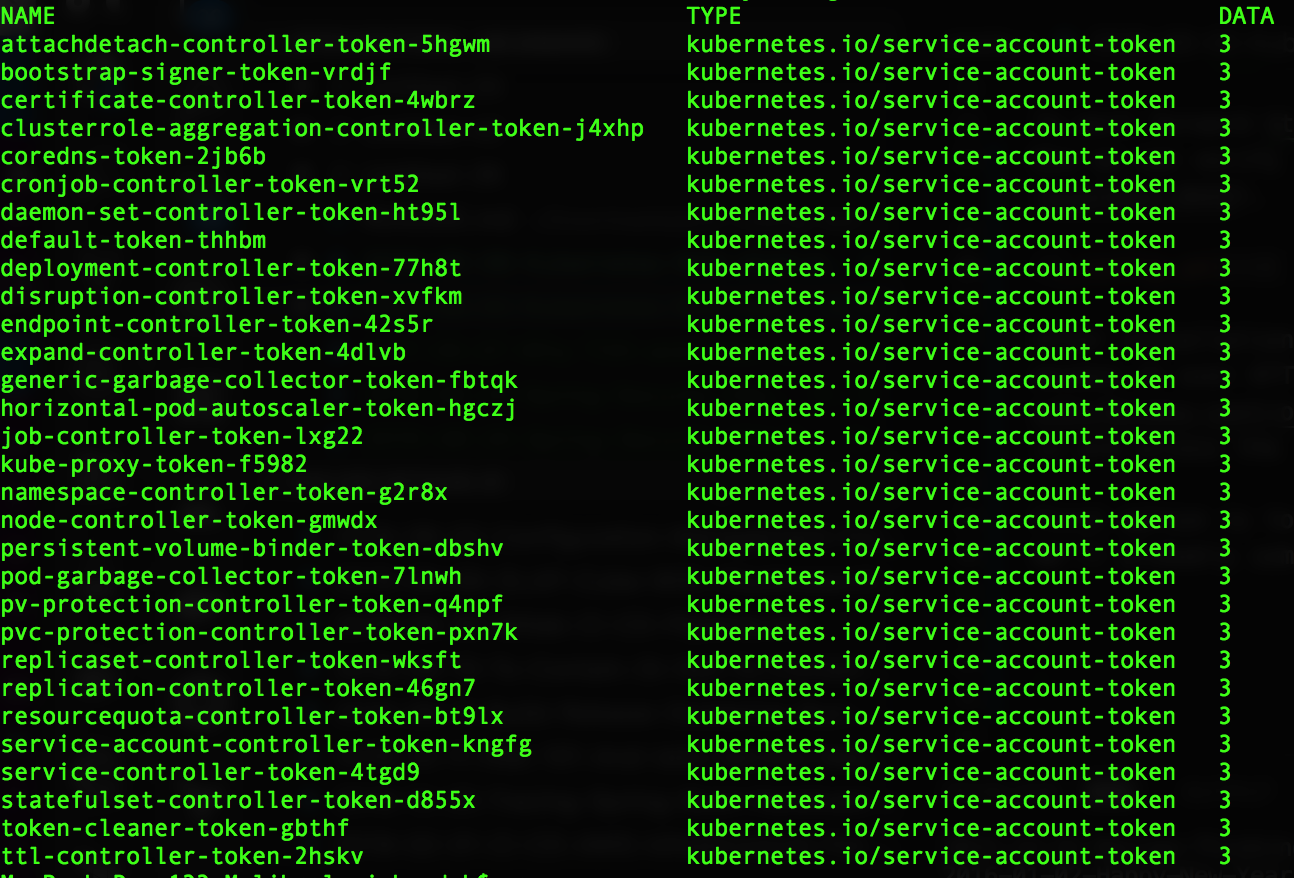 NAME TYPE DATA
attachdetach-controller-token-5hgwm kubernetes.io/service-account-token 3
bootstrap-signer-token-vrdjf kubernetes.io/service-account-token 3
certificate-controller-token-4wbrz kubernetes.io/service-account-token 3
clusterrole-aggregation-controller-token-j4xhp kubernetes.io/service-account-token 3
coredns-token-2jb6b kubernetes.io/service-account-token 3
cronjob-controller-token-vrt52 kubernetes.io/service-account-token 3
daemon-set-controller-token-ht95l kubernetes.io/service-account-token 3
default-token-thhbm kubernetes.io/service-account-token 3
deployment-controller-token-77h8t kubernetes.io/service-account-token 3
disruption-controller-token-xvfkm kubernetes.io/service-account-token 3
endpoint-controller-token-42s5r kubernetes.io/service-account-token 3
expand-controller-token-4dlvb kubernetes.io/service-account-token 3
generic-garbage-collector-token-fbtqk kubernetes.io/service-account-token 3
horizontal-pod-autoscaler-token-hgczj kubernetes.io/service-account-token 3
job-controller-token-lxg22 kubernetes.io/service-account-token 3
kube-proxy-token-f5982 kubernetes.io/service-account-token 3
namespace-controller-token-g2r8x kubernetes.io/service-account-token 3
node-controller-token-gmwdx kubernetes.io/service-account-token 3
persistent-volume-binder-token-dbshv kubernetes.io/service-account-token 3
pod-garbage-collector-token-7lnwh kubernetes.io/service-account-token 3
pv-protection-controller-token-q4npf kubernetes.io/service-account-token 3
pvc-protection-controller-token-pxn7k kubernetes.io/service-account-token 3
replicaset-controller-token-wksft kubernetes.io/service-account-token 3
replication-controller-token-46gn7 kubernetes.io/service-account-token 3
resourcequota-controller-token-bt9lx kubernetes.io/service-account-token 3
service-account-controller-token-kngfg kubernetes.io/service-account-token 3
service-controller-token-4tgd9 kubernetes.io/service-account-token 3
statefulset-controller-token-d855x kubernetes.io/service-account-token 3
token-cleaner-token-gbthf kubernetes.io/service-account-token 3
ttl-controller-token-2hskv kubernetes.io/service-account-token 3